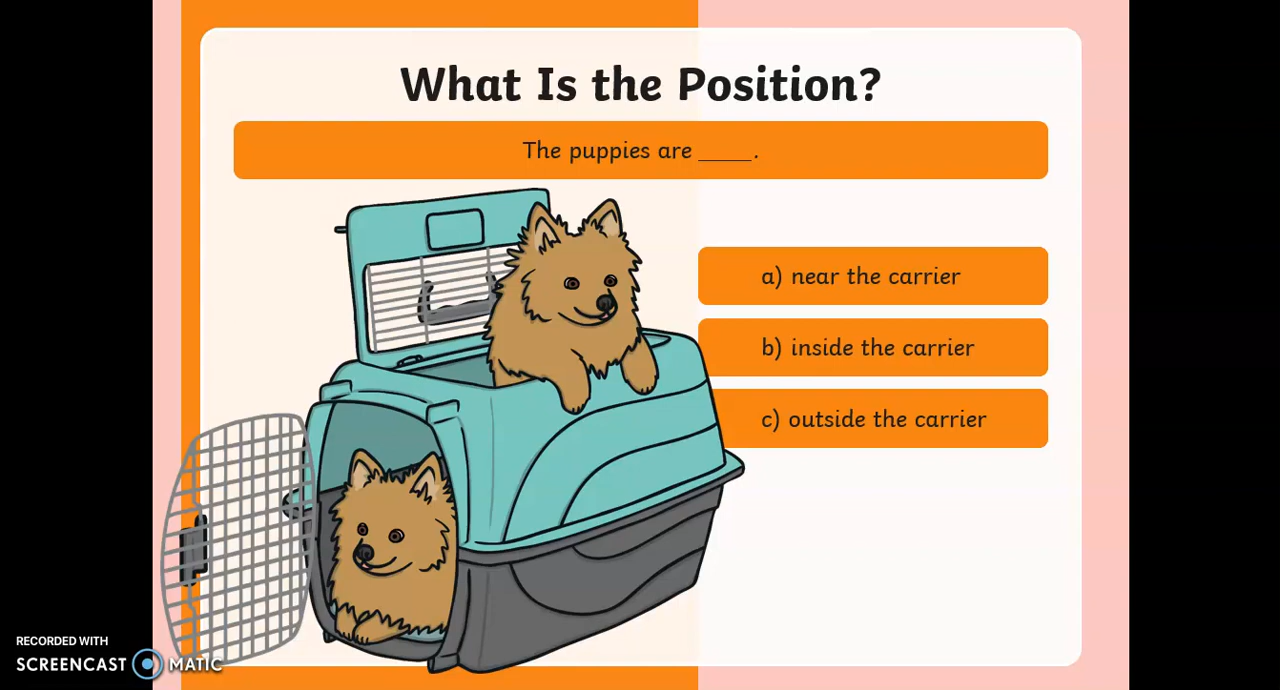 What Is the Position?
The puppies are ____.
a) near the carrier
b) inside the carrier
c) outside the carrier
RECORDED WITH
SCREENCAST MATIC